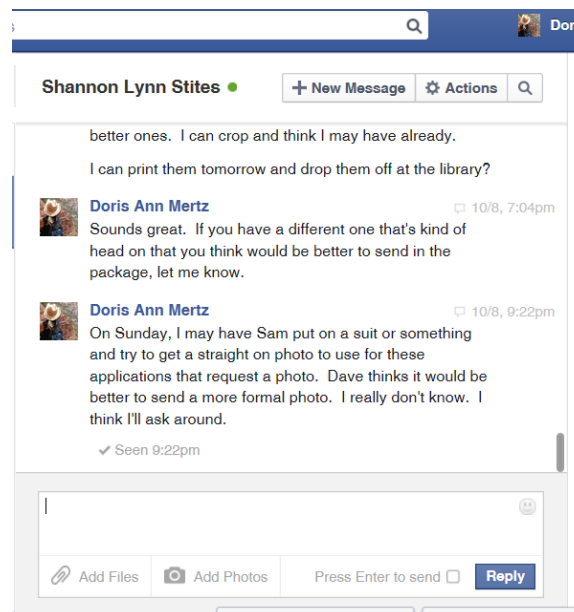 s
Dor
Shannon Lynn Stites
New Message
Actions
better ones. I can crop and think I may have already.
I can print them tomorrow and drop them off at the library?
Doris Ann Mertz
10/8, 7:04pm
Sounds great. If you have a different one that's kind of
head on that you think would be better to send in the
package, let me know.
Doris Ann Mertz
10/8, 9:22pm
On Sunday, I may have Sam put on a suit or something
and try to get a straight on photo to use for these
applications that request a photo. Dave thinks it would be
better to send a more formal photo. I really don't know. I
think I'll ask around.
Seen 9:22pm
Add Files
Add Photos
Press Enter to send
Reply